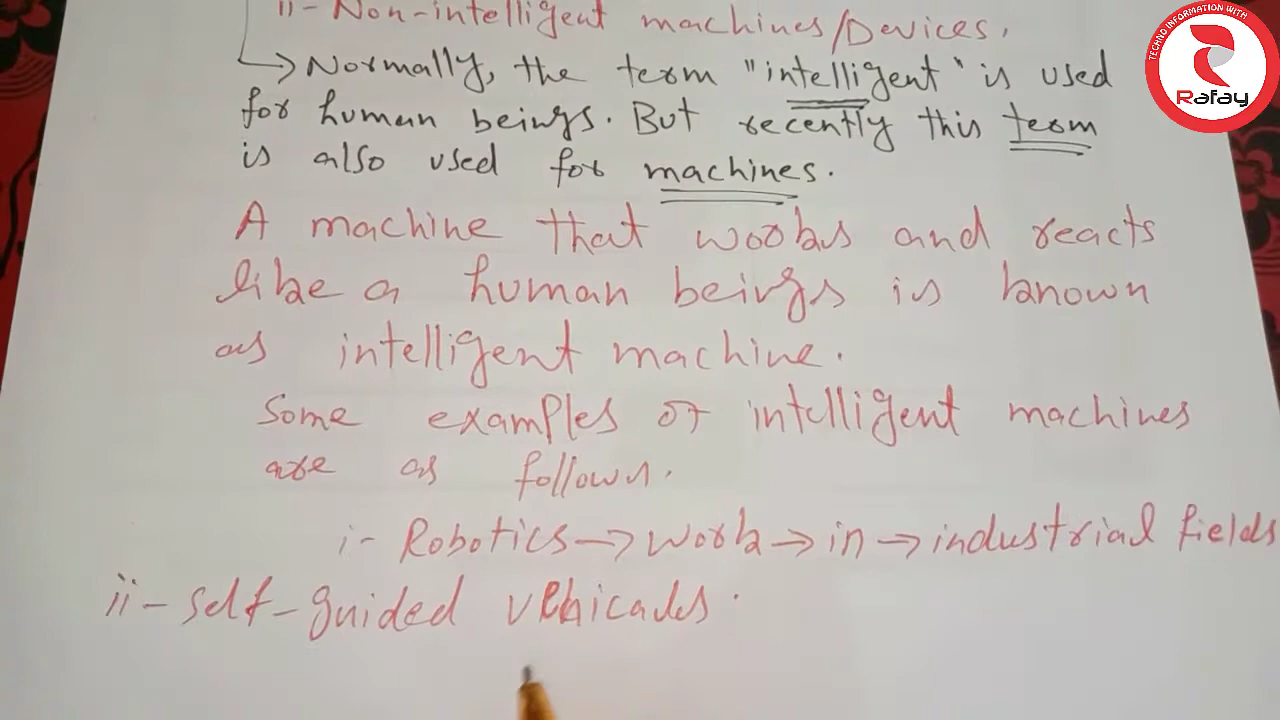 ii - Non-intelligent machines/Devices.
Normally, the term "intelligent" is used
for human beings. But recently this term
is also used for machines.
A machine that works and reacts
like a human beings is known
as intelligent machine.
Some examples of intelligent machines
are as follows.
i- Robotics → work → in → industrial fields
ii - self-guided vehicales.
TECHNO INFORMATION WITH
Rafay